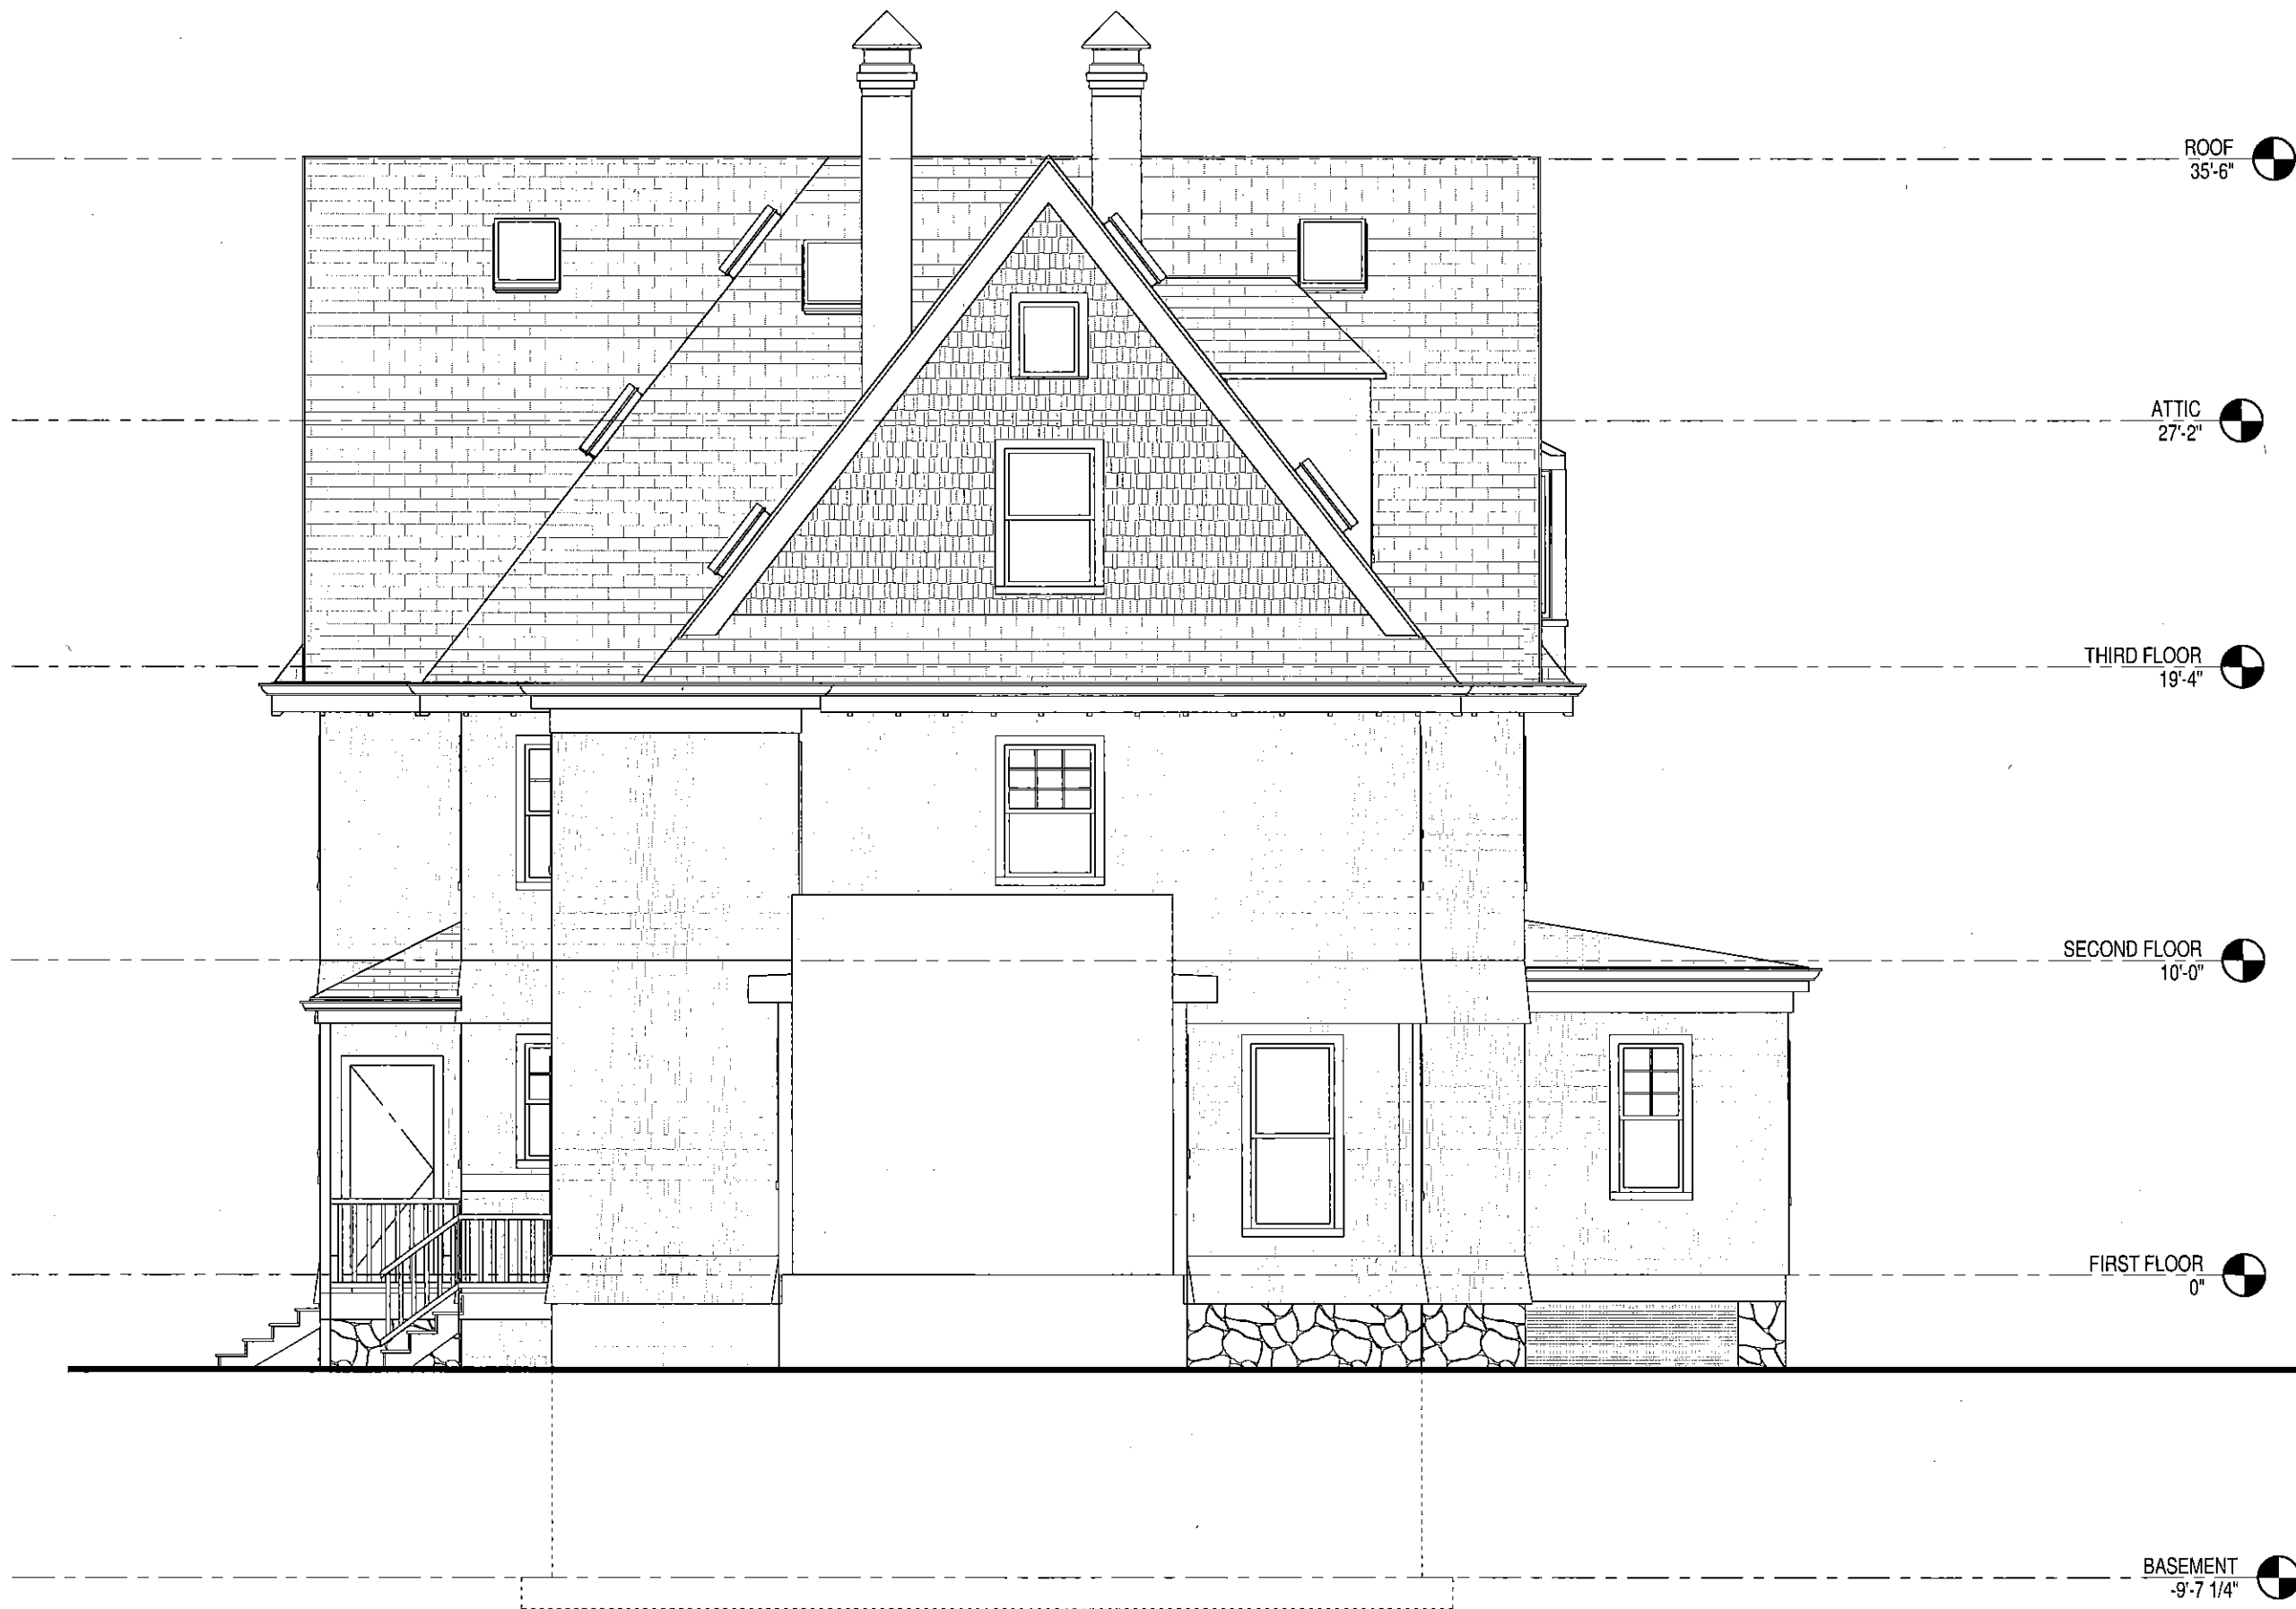 ROOF
35'-6"
ATTIC
27'-2"
THIRD FLOOR
19'-4"
SECOND FLOOR
10'-0"
FIRST FLOOR
0"
BASEMENT
-9'-7 1/4"